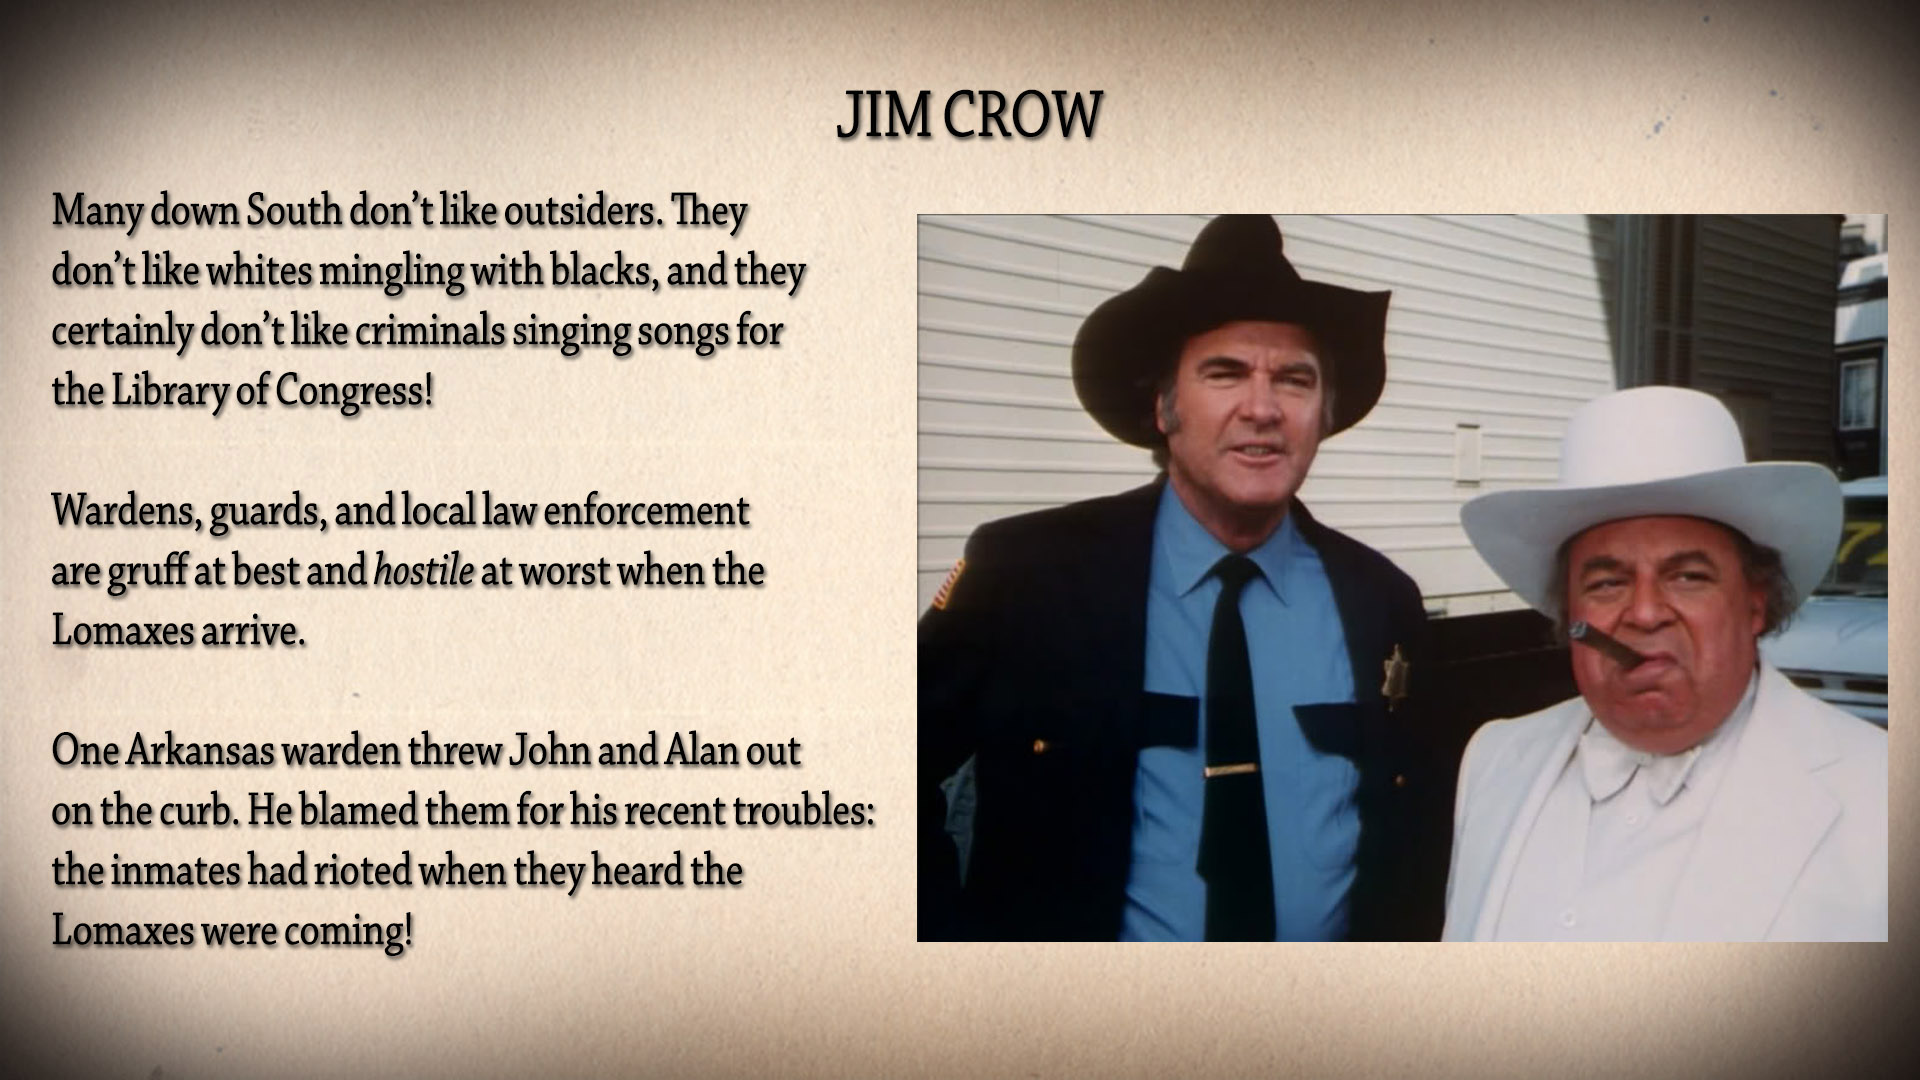 JIM CROW
Many down South don't like outsiders. They
don't like whites mingling with blacks, and they
certainly don't like criminals singing songs for
the Library of Congress!
Wardens, guards, and local law enforcement
are gruff at best and hostile at worst when the
Lomaxes arrive.
One Arkansas warden threw John and Alan out
on the curb. He blamed them for his recent troubles:
the inmates had rioted when they heard the
Lomaxes were coming!